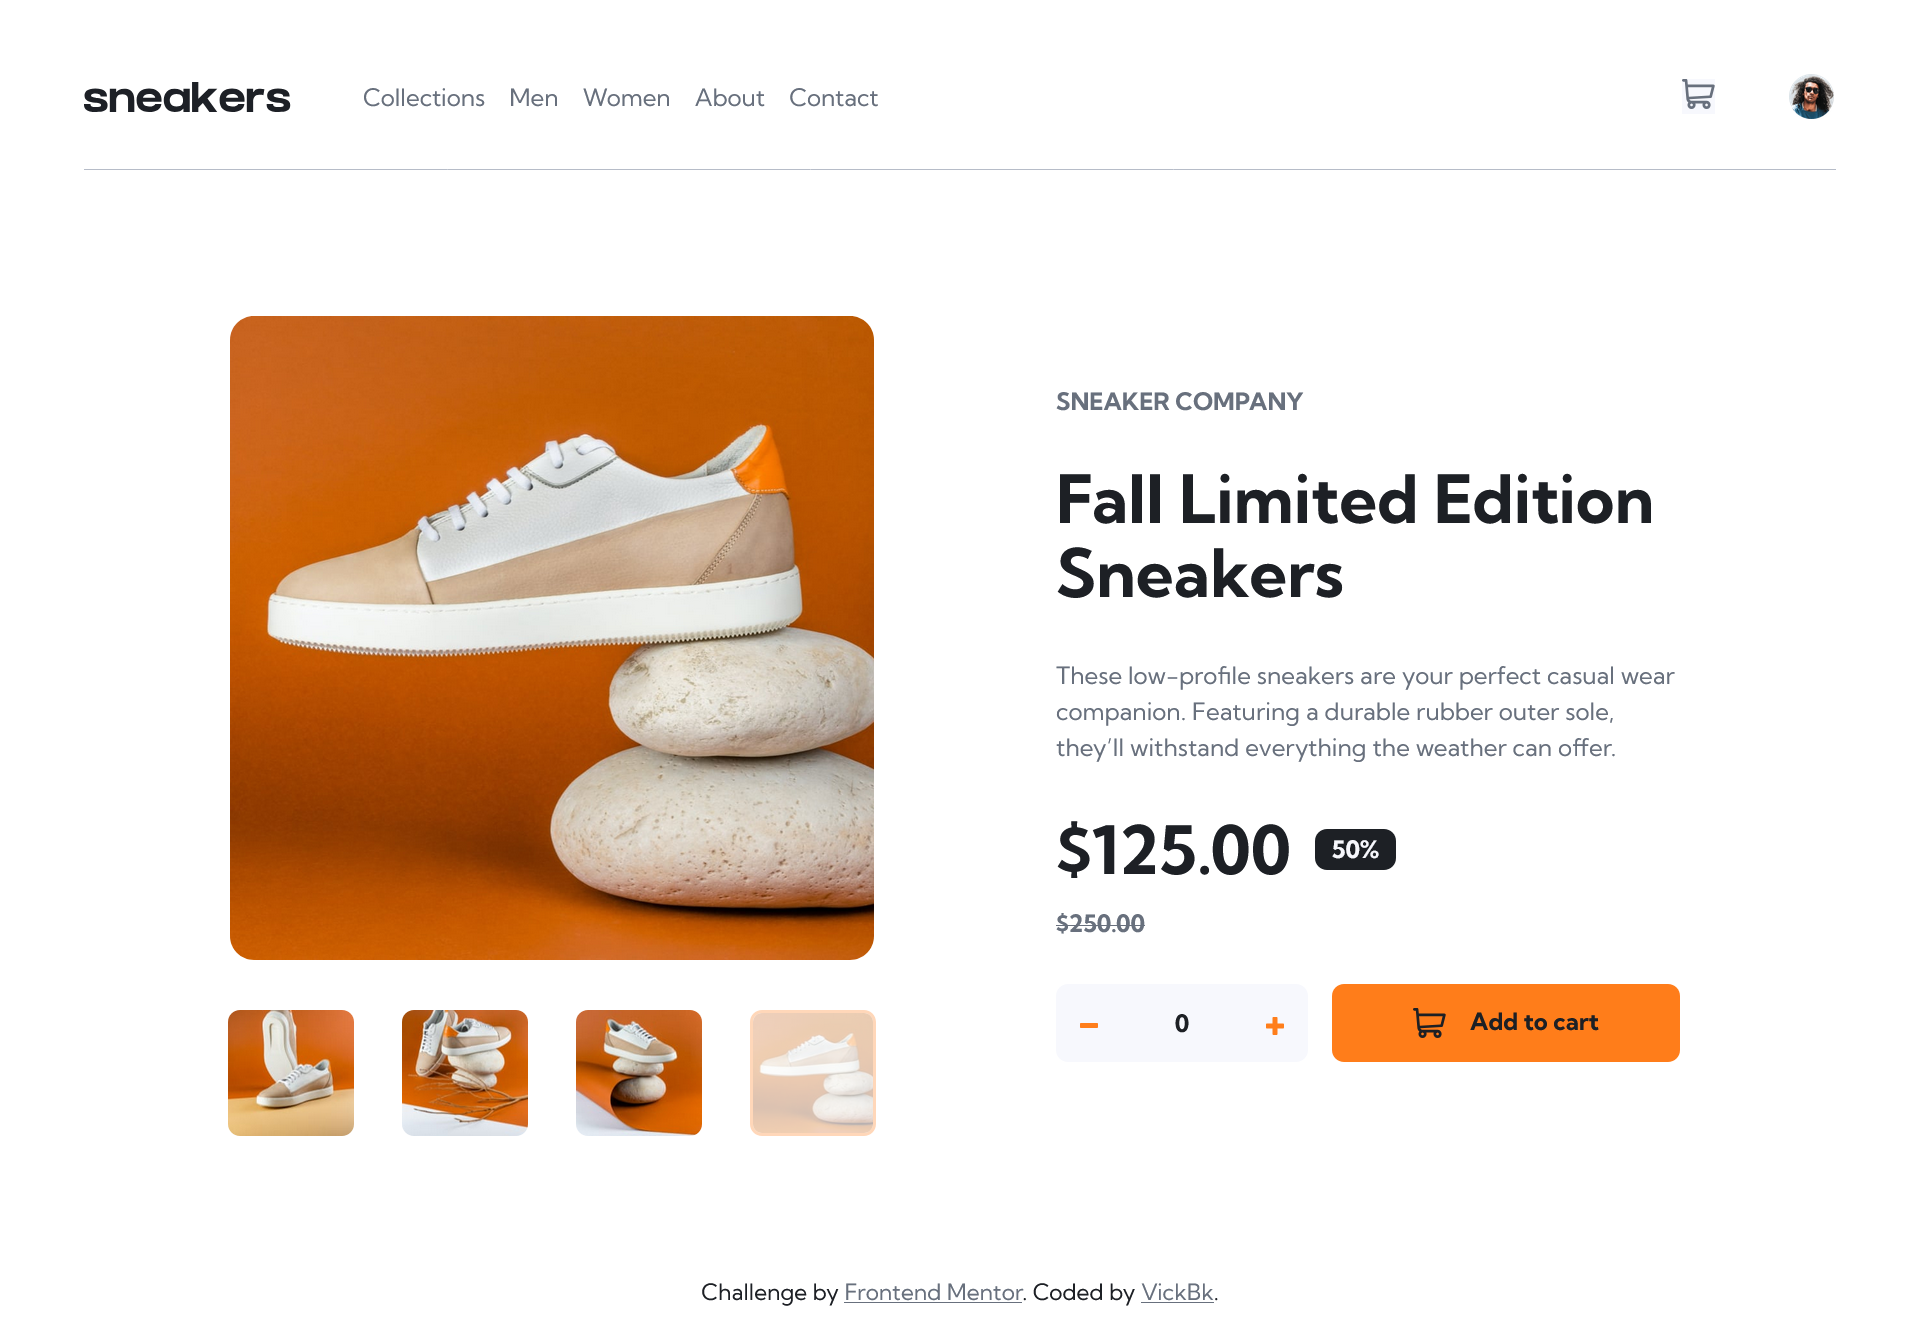 sneakers
Collections Men Women About Contact
SNEAKER COMPANY
Fall Limited Edition
Sneakers
These low-profile sneakers are your perfect casual wear
companion. Featuring a durable rubber outer sole,
they’ll withstand everything the weather can offer.
$125.00 50%
$250.00
0
Add to cart
Challenge by Frontend Mentor. Coded by VickBk.